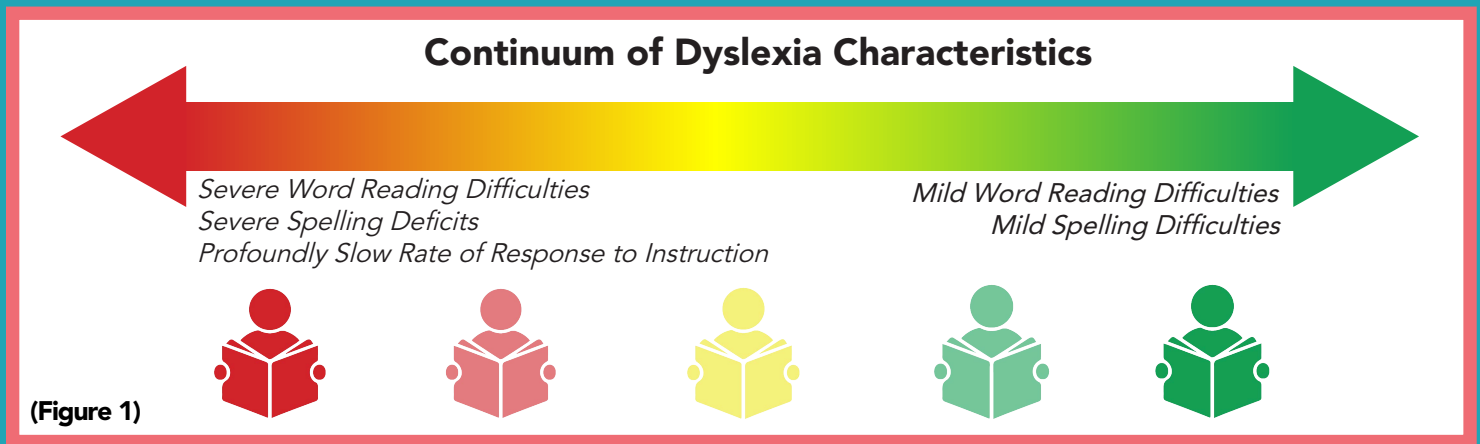 Continuum of Dyslexia Characteristics
Severe Word Reading Difficulties
Severe Spelling Deficits
Profoundly Slow Rate of Response to Instruction
Mild Word Reading Difficulties
Mild Spelling Difficulties
(Figure 1)